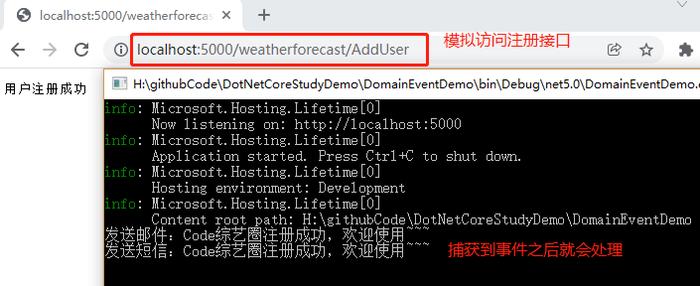 localhost:5000/weatherforecast
localhost:5000/weatherforecast/AddUser
模拟访问注册接口
用户注册成功
H:\githubCode\DotNetCoreStudyDemo\DomainEventDemo\bin\Debug\net5.0\DomainEventDemo.e
info: Microsoft.Hosting.Lifetime[0]
Now listening on: http://localhost:5000
info: Microsoft.Hosting.Lifetime[0]
Application started. Press Ctrl+C to shut down.
info: Microsoft.Hosting.Lifetime[0]
Hosting environment: Development
info: Microsoft.Hosting.Lifetime[0]
Content root path: H:\githubCode\DotNetCoreStudyDemo\DomainEventDemo
发送邮件：Code综艺圈注册成功，欢迎使用~~~
发送短信：Code综艺圈注册成功，欢迎使用~~~
捕获到事件之后就会处理